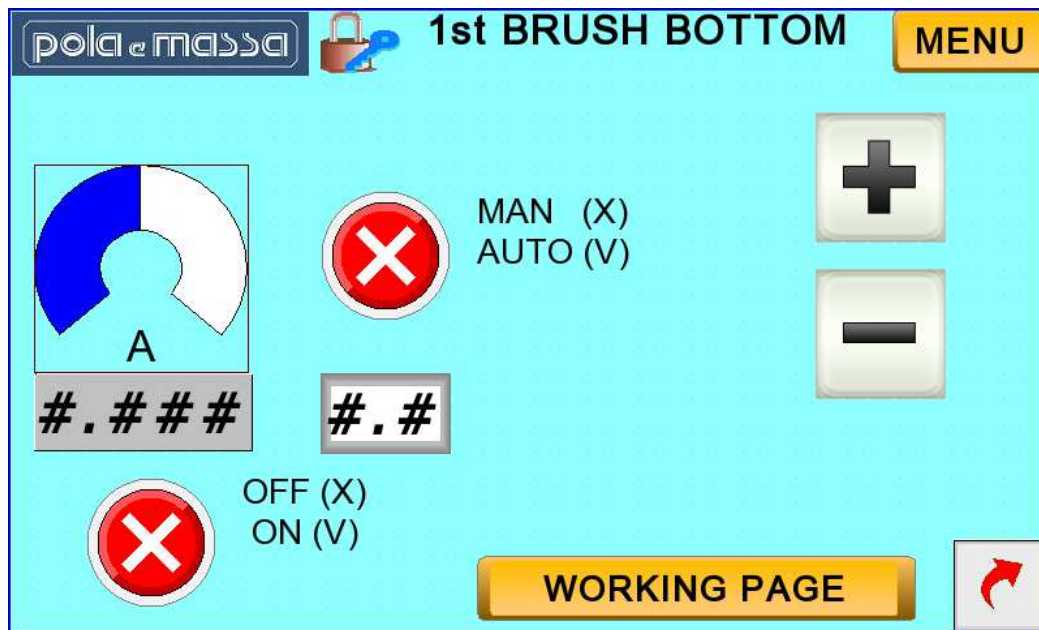 pola e massa
1st BRUSH BOTTOM
MENU
MAN (X)
AUTO (V)
A
#.###
#.#
OFF (X)
ON (V)
WORKING PAGE